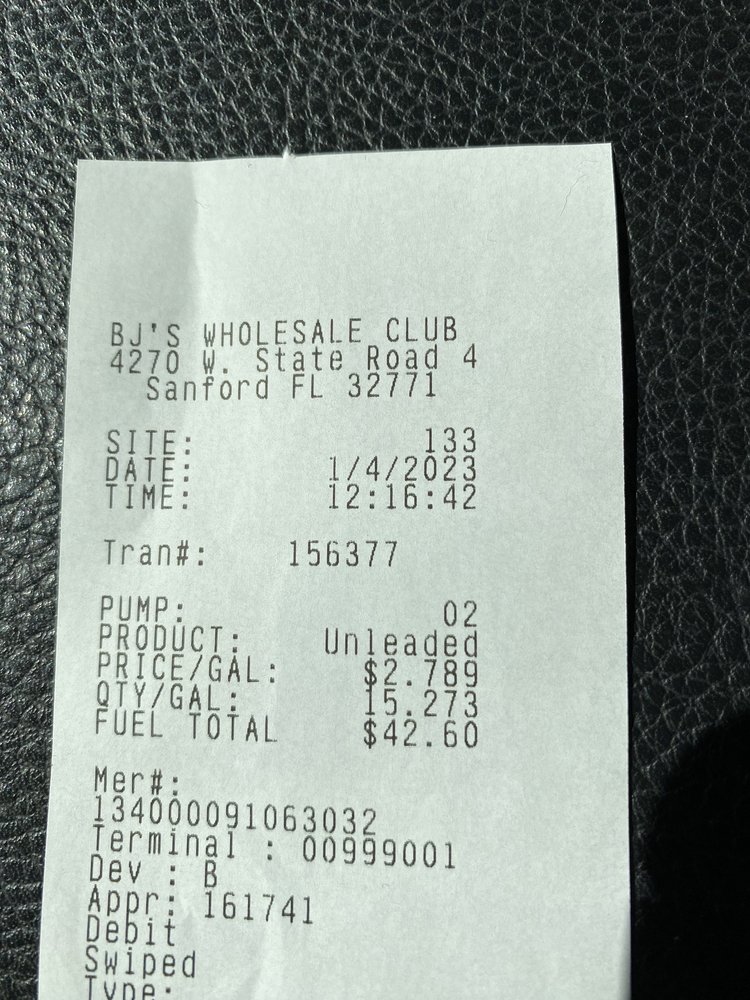 BJ'S WHOLESALE CLUB
4270 W. State Road 4
Sanford FL 32771
SITE: 133
DATE: 1/4/2023
TIME: 12:16:42
Tran#: 156377
PUMP: 02
PRODUCT: Unleaded
PRICE/GAL: $2.789
QTY/GAL: 15.273
FUEL TOTAL $42.60
Mer#:
134000091063032
Terminal : 00999001
Dev : B
Appr: 161741
Debit
Swiped
Type: